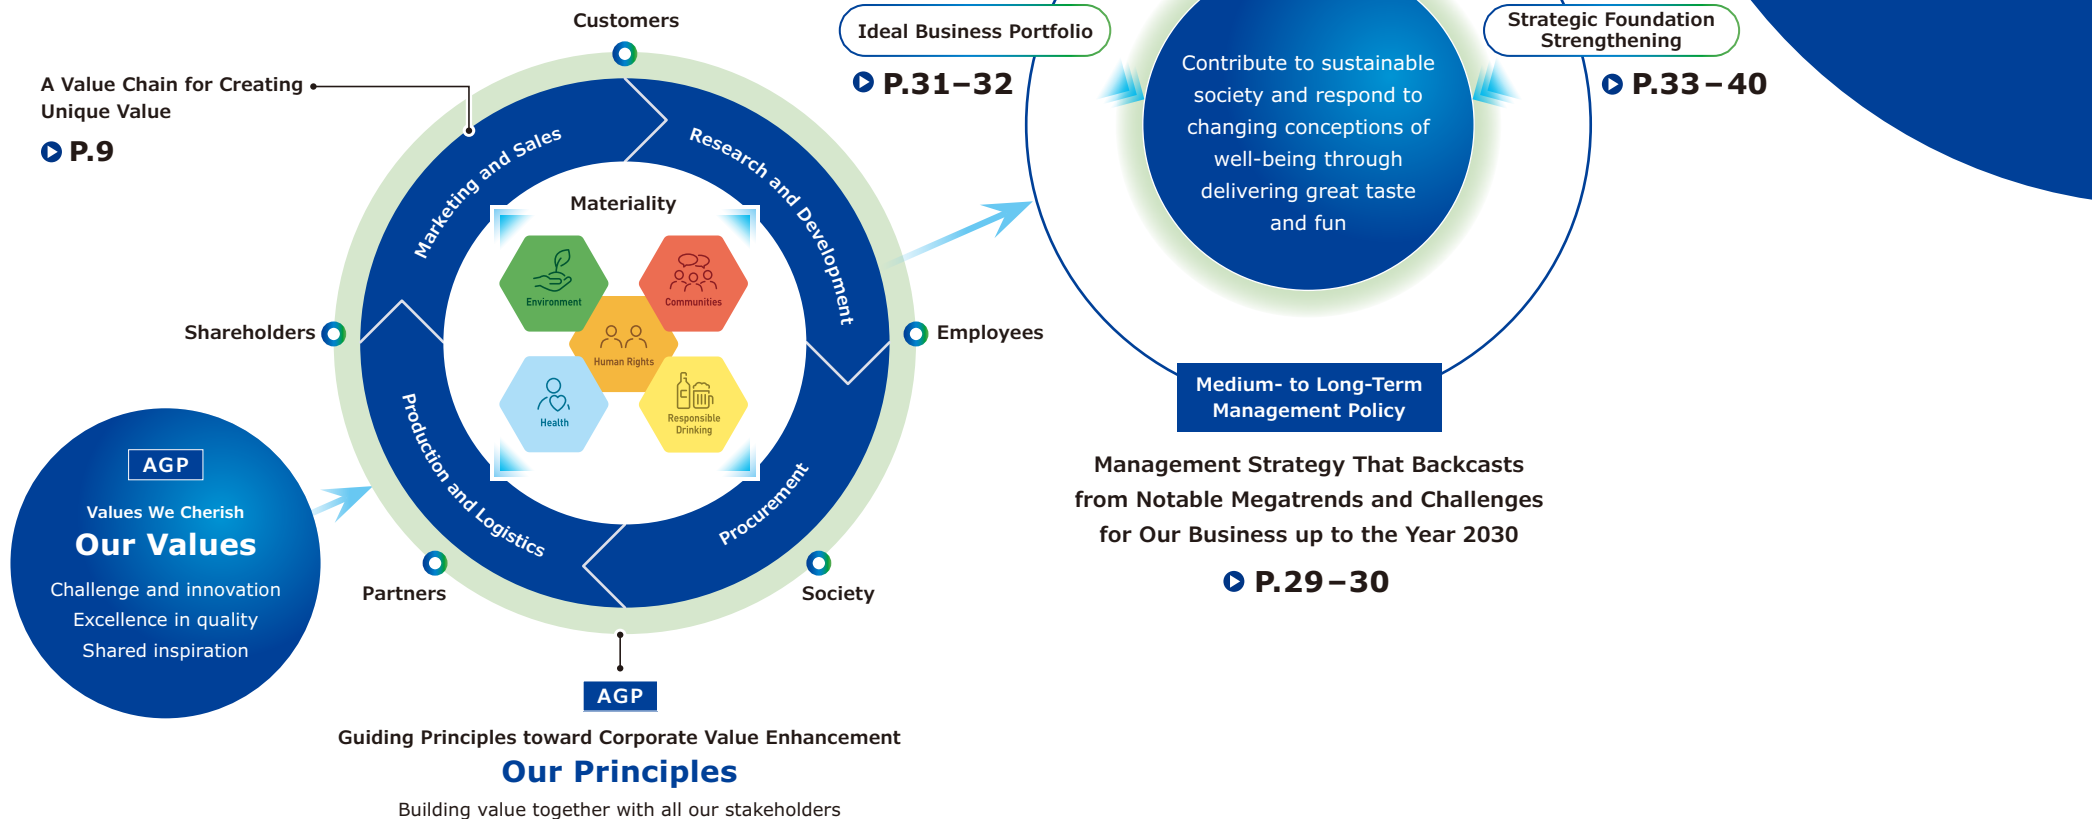 Customers
A Value Chain for Creating
Unique Value
P.9
Marketing and Sales
Research and Development
Procurement
Production and Logistics
Materiality
Environment
Communities
Human Rights
Health
Responsible
Drinking
Shareholders
Employees
Partners
Society
AGP
Values We Cherish
Our Values
Challenge and innovation
Excellence in quality
Shared inspiration
AGP
Guiding Principles toward Corporate Value Enhancement
Our Principles
Building value together with all our stakeholders
Ideal Business Portfolio
P.31–32
Contribute to sustainable
society and respond to
changing conceptions of
well-being through
delivering great taste
and fun
Strategic Foundation
Strengthening
P.33–40
Medium- to Long-Term
Management Policy
Management Strategy That Backcasts
from Notable Megatrends and Challenges
for Our Business up to the Year 2030
P.29–30